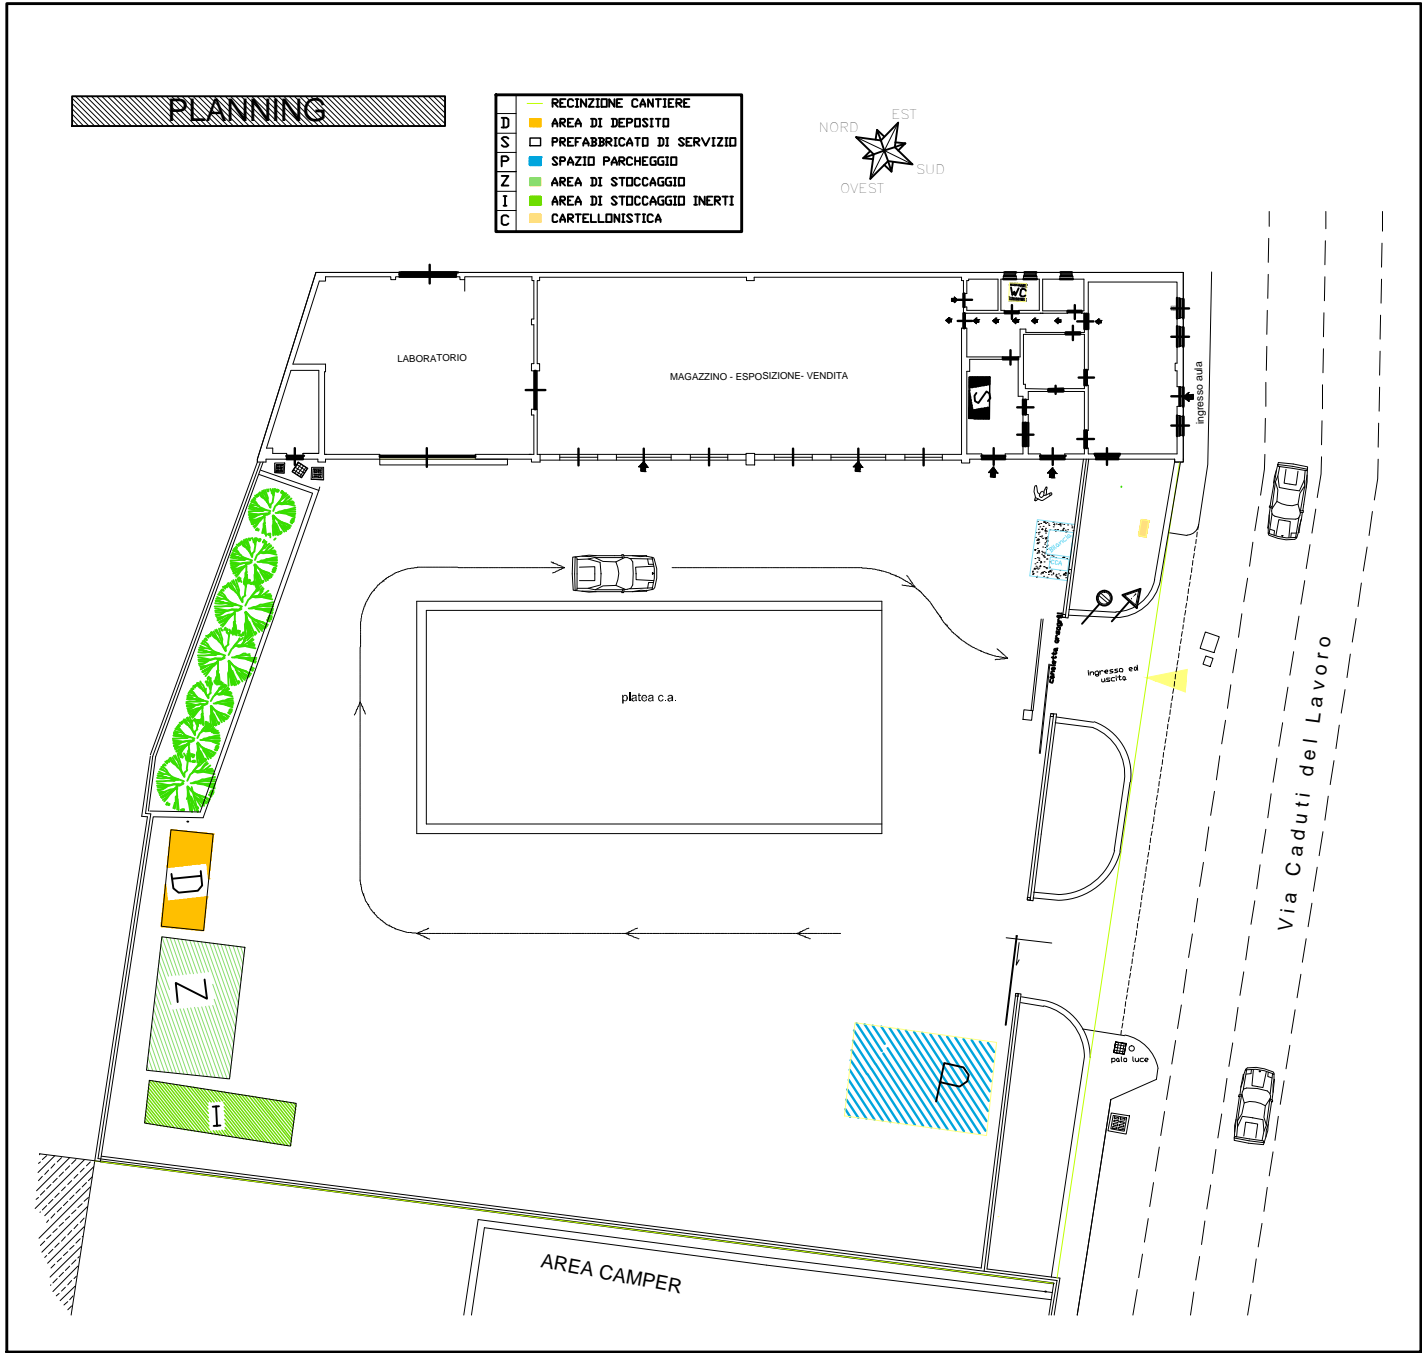 PLANNING
RECINZIONE CANTIERE
D AREA DI DEPOSITO
S PREFABBRICATO DI SERVIZIO
P SPAZIO PARCHEGGIO
Z AREA DI STOCCAGGIO
I AREA DI STOCCAGGIO INERTI
C CARTELLONISTICA
EST
NORD
SUD
OVEST
WC
LABORATORIO
MAGAZZINO - ESPOSIZIONE- VENDITA
S
ingresso aula
ingresso ed
uscita
platea c.a.
Via Caduti del Lavoro
D
Z
I
P
palo luce
AREA CAMPER